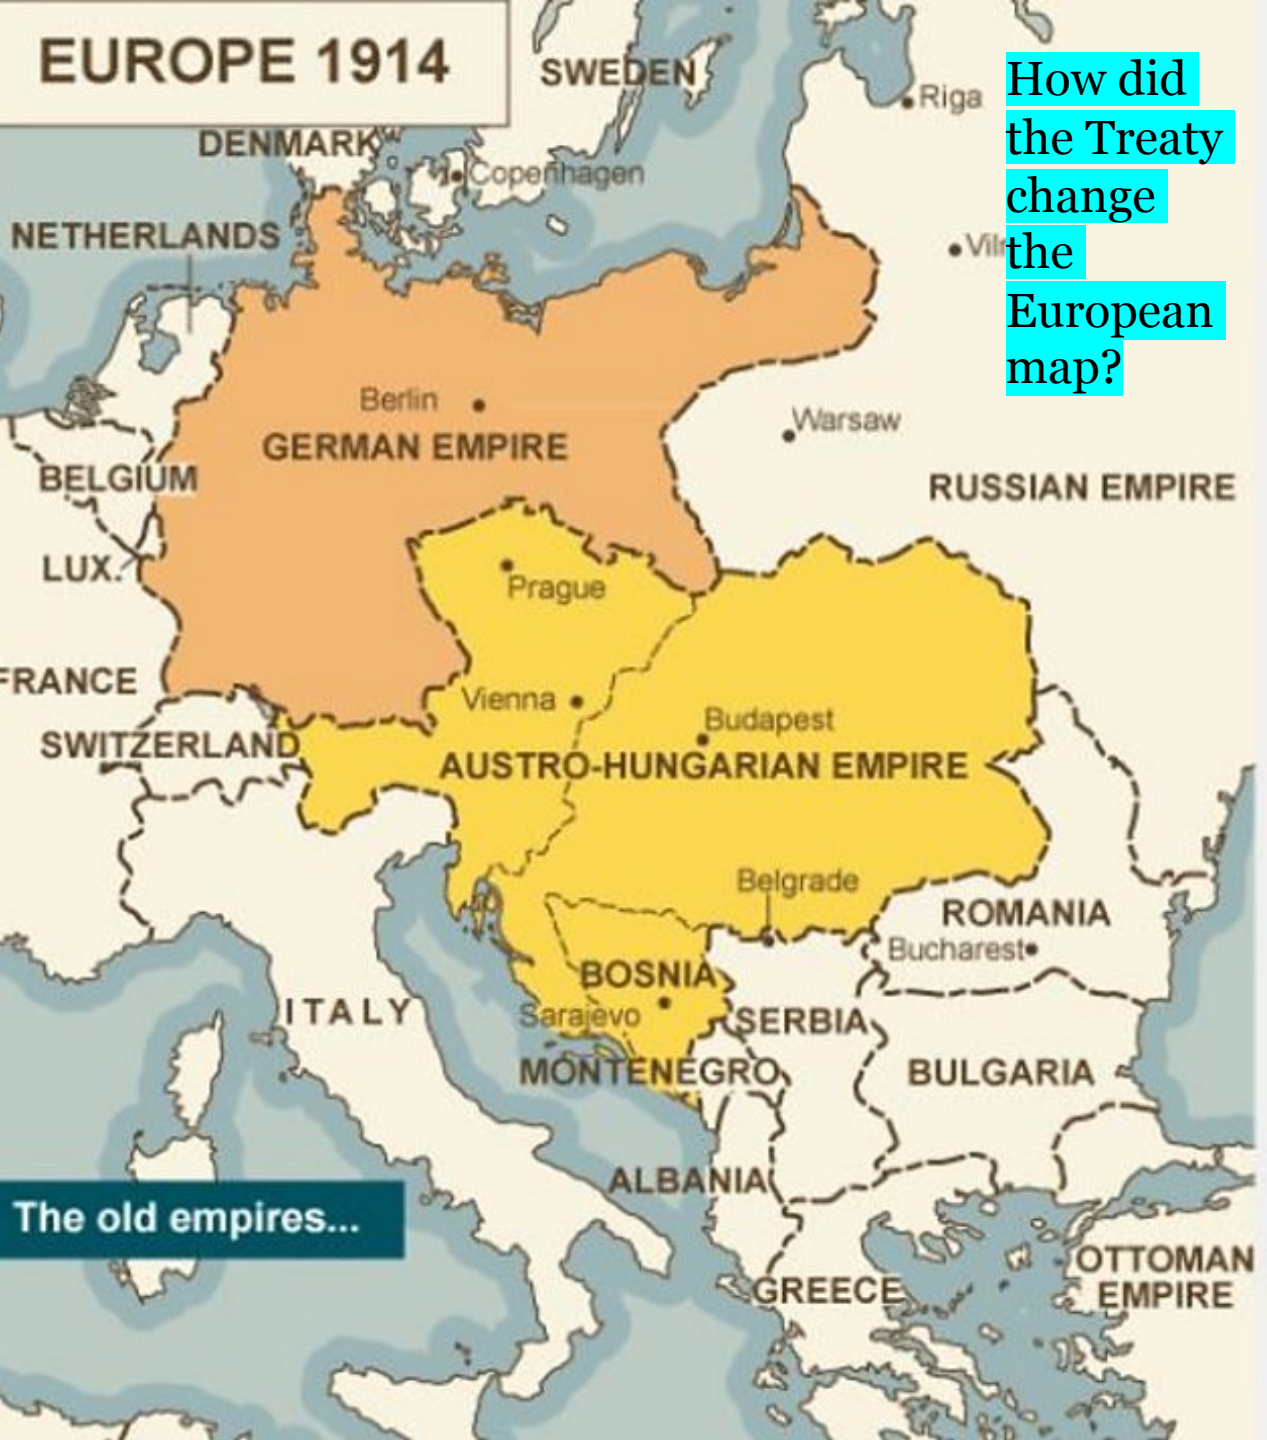 EUROPE 1914
SWEDEN
How did
the Treaty
change
the
European
map?
Riga
DENMARK
Copenhagen
NETHERLANDS
Berlin
GERMAN EMPIRE
Warsaw
BELGIUM
RUSSIAN EMPIRE
LUX.
Prague
FRANCE
Vienna
Budapest
SWITZERLAND
AUSTRO-HUNGARIAN EMPIRE
Belgrade
ROMANIA
Bucharest
BOSNIA
Sarajevo
ITALY
SERBIA
MONTENEGRO
BULGARIA
ALBANIA
The old empires...
OTTOMAN
EMPIRE
GREECE